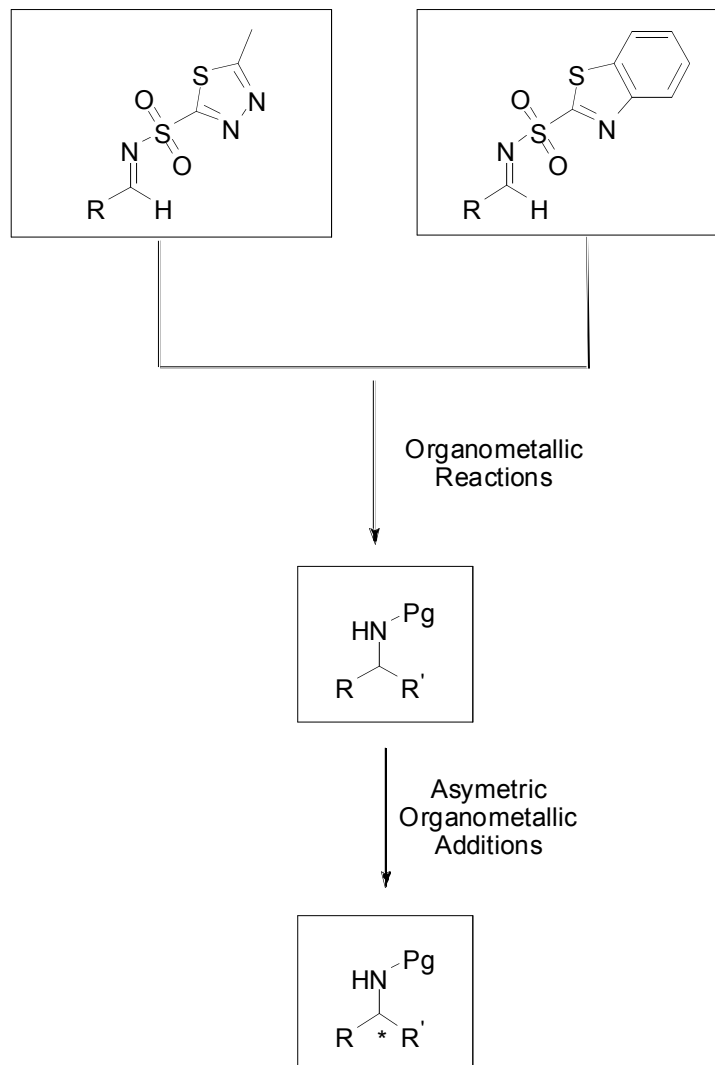 S
N
N
O
S
O
N
R
H
S
N
O
S
O
N
R
H
Organometallic
Reactions
HN
Pg
R
R'
Asymetric
Organometallic
Additions
HN
Pg
R
*
R'